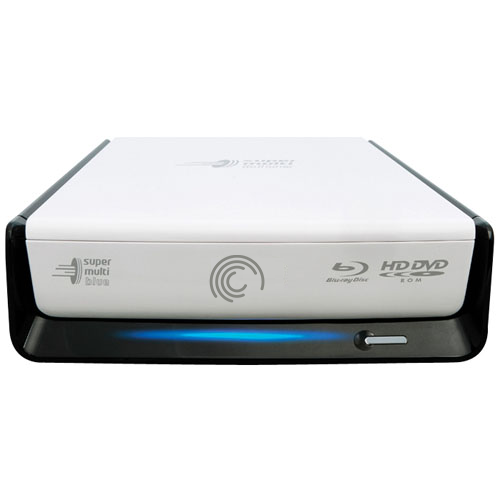 super
multi
blue
Blu-ray Disc
HD DVD
ROM